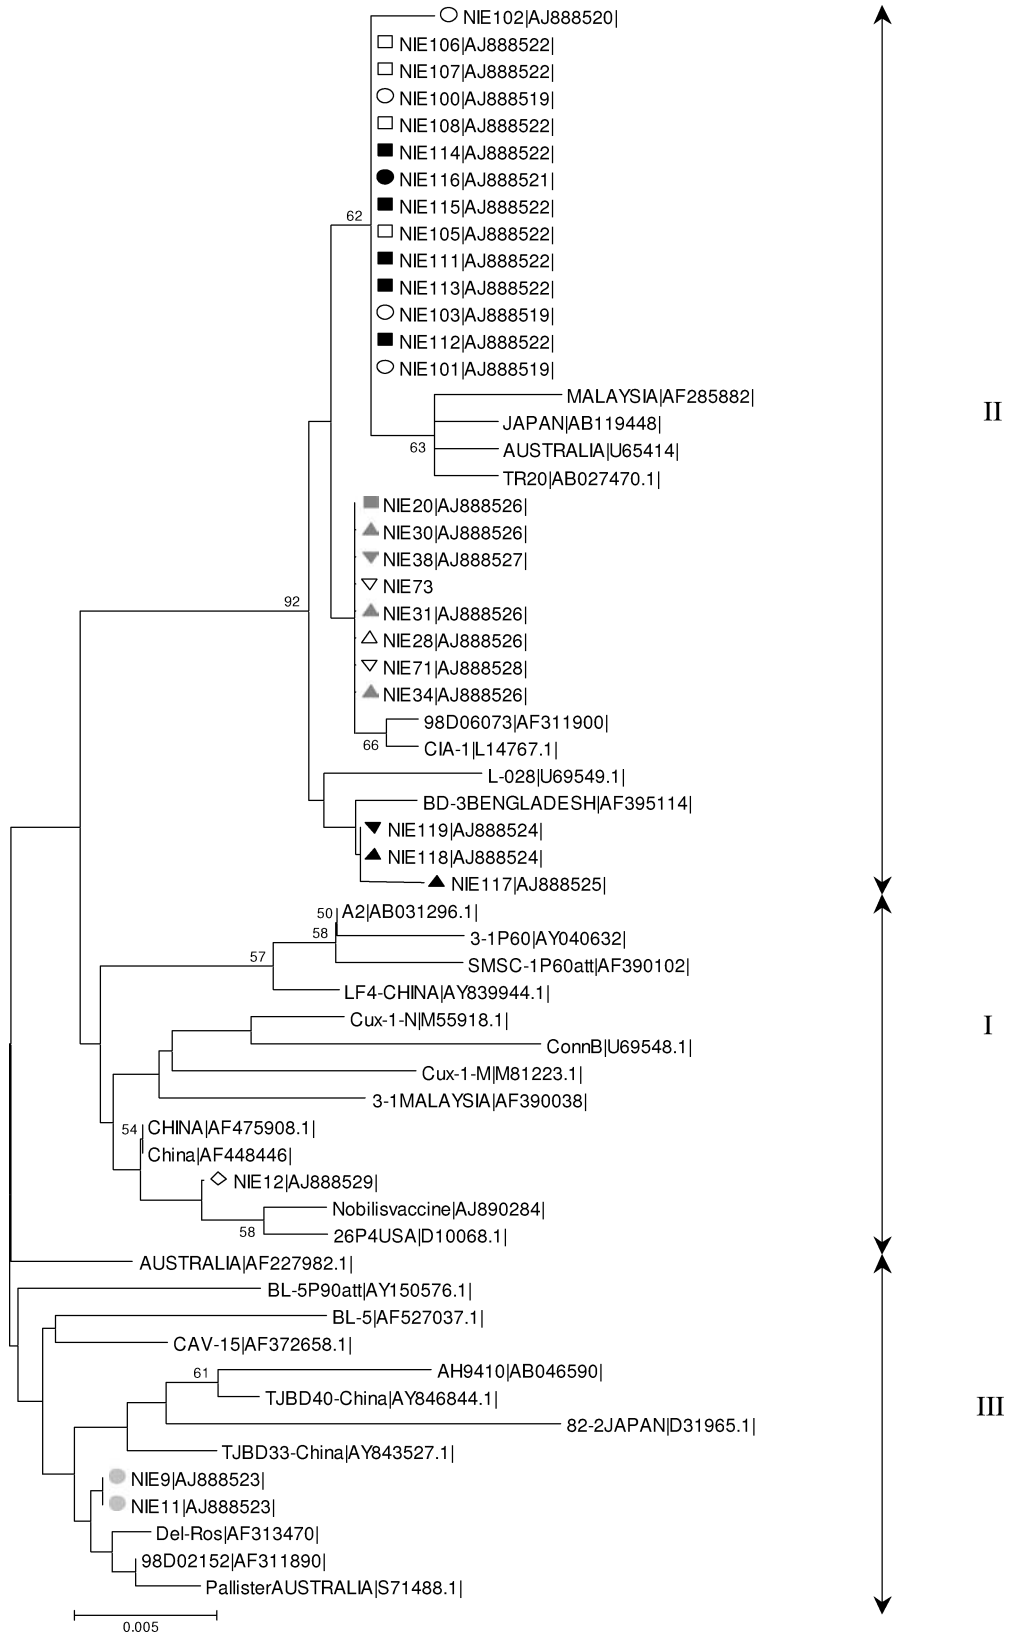 NIE102|AJ888520|
NIE106|AJ888522|
NIE107|AJ888522|
NIE100|AJ888519|
NIE108|AJ888522|
NIE114|AJ888522|
NIE116|AJ888521|
NIE115|AJ888522|
62
NIE105|AJ888522|
NIE111|AJ888522|
NIE113|AJ888522|
NIE103|AJ888519|
NIE112|AJ888522|
NIE101|AJ888519|
MALAYSIA|AF285882|
II
JAPAN|AB119448|
63
AUSTRALIA|U65414|
TR20|AB027470.1|
NIE20|AJ888526|
NIE30|AJ888526|
NIE38|AJ888527|
NIE73
92
NIE31|AJ888526|
NIE28|AJ888526|
NIE71|AJ888528|
NIE34|AJ888526|
98D06073|AF311900|
66
CIA-1|L14767.1|
L-028|U69549.1|
BD-3BENGLADESH|AF395114|
NIE119|AJ888524|
NIE118|AJ888524|
NIE117|AJ888525|
50
A2|AB031296.1|
58
3-1P60|AY040632|
57
SMSC-1P60att|AF390102|
LF4-CHINA|AY839944.1|
Cux-1-N|M55918.1|
I
ConnB|U69548.1|
Cux-1-M|M81223.1|
3-1MALAYSIA|AF390038|
54
CHINA|AF475908.1|
China|AF448446|
NIE12|AJ888529|
Nobilisvaccine|AJ890284|
58
26P4USA|D10068.1|
AUSTRALIA|AF227982.1|
BL-5P90att|AY150576.1|
BL-5|AF527037.1|
CAV-15|AF372658.1|
61
AH9410|AB046590|
TJBD40-China|AY846844.1|
III
82-2JAPAN|D31965.1|
TJBD33-China|AY843527.1|
NIE9|AJ888523|
NIE11|AJ888523|
Del-Ros|AF313470|
98D02152|AF311890|
PallisterAUSTRALIA|S71488.1|
0.005